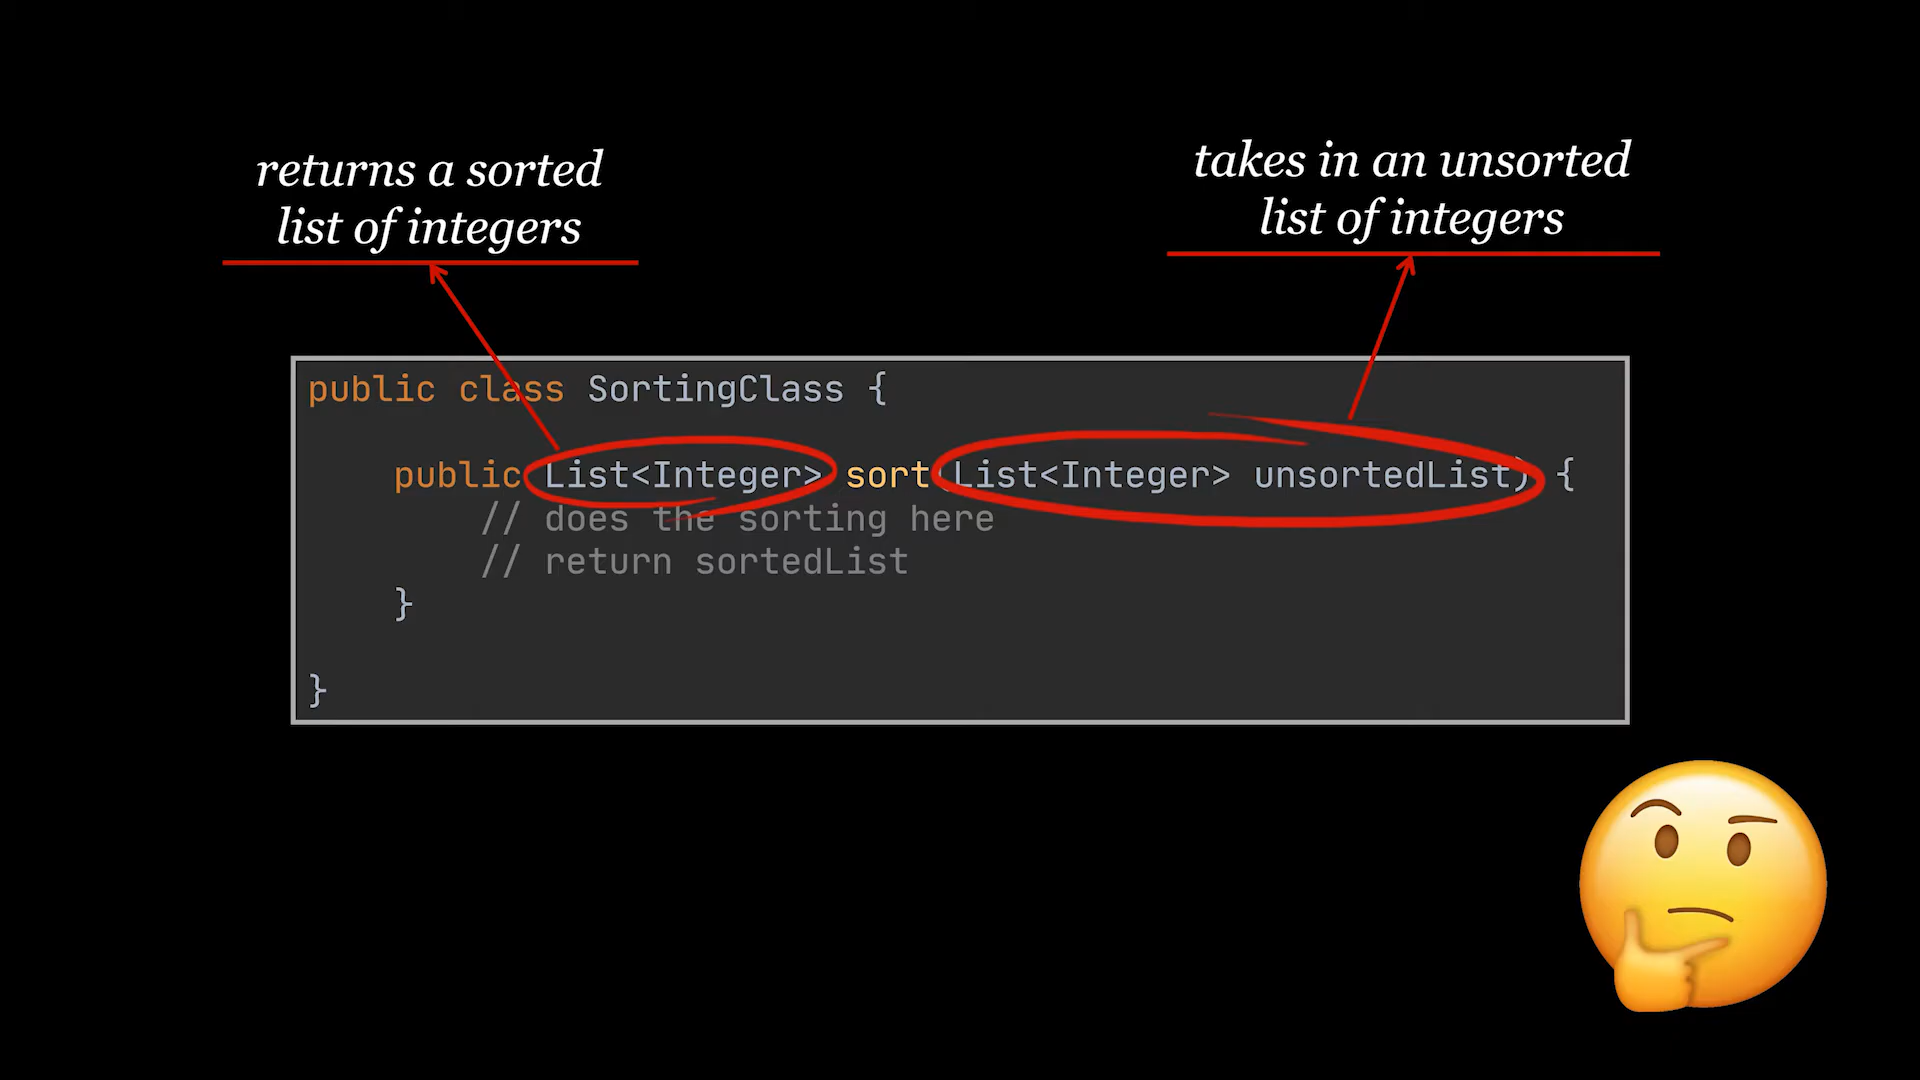 returns a sorted
list of integers
takes in an unsorted
list of integers
public class SortingClass {
public List<Integer> sort(List<Integer> unsortedList) {
// does the sorting here
// return sortedList
}
}